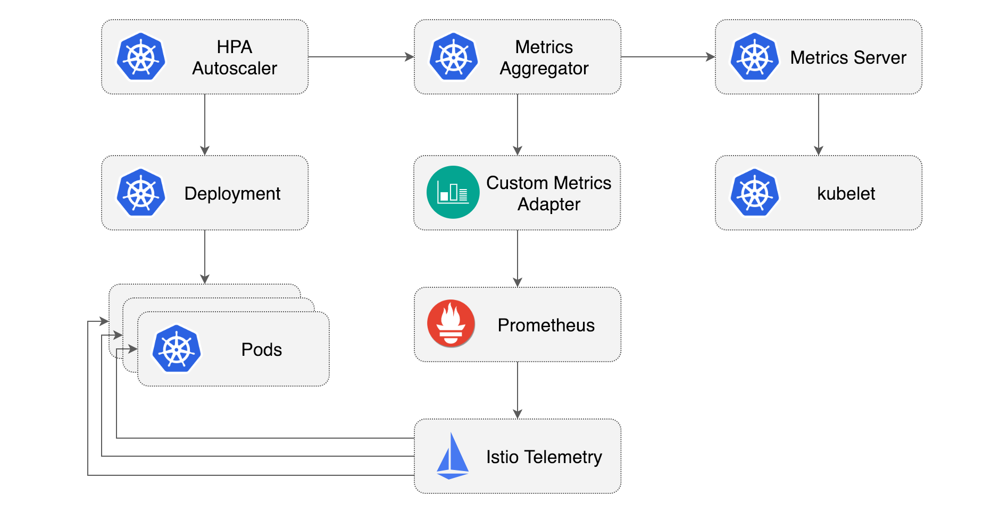 HPA
Autoscaler
Metrics
Aggregator
Metrics Server
Deployment
Custom Metrics
Adapter
kubelet
Pods
Prometheus
Istio Telemetry